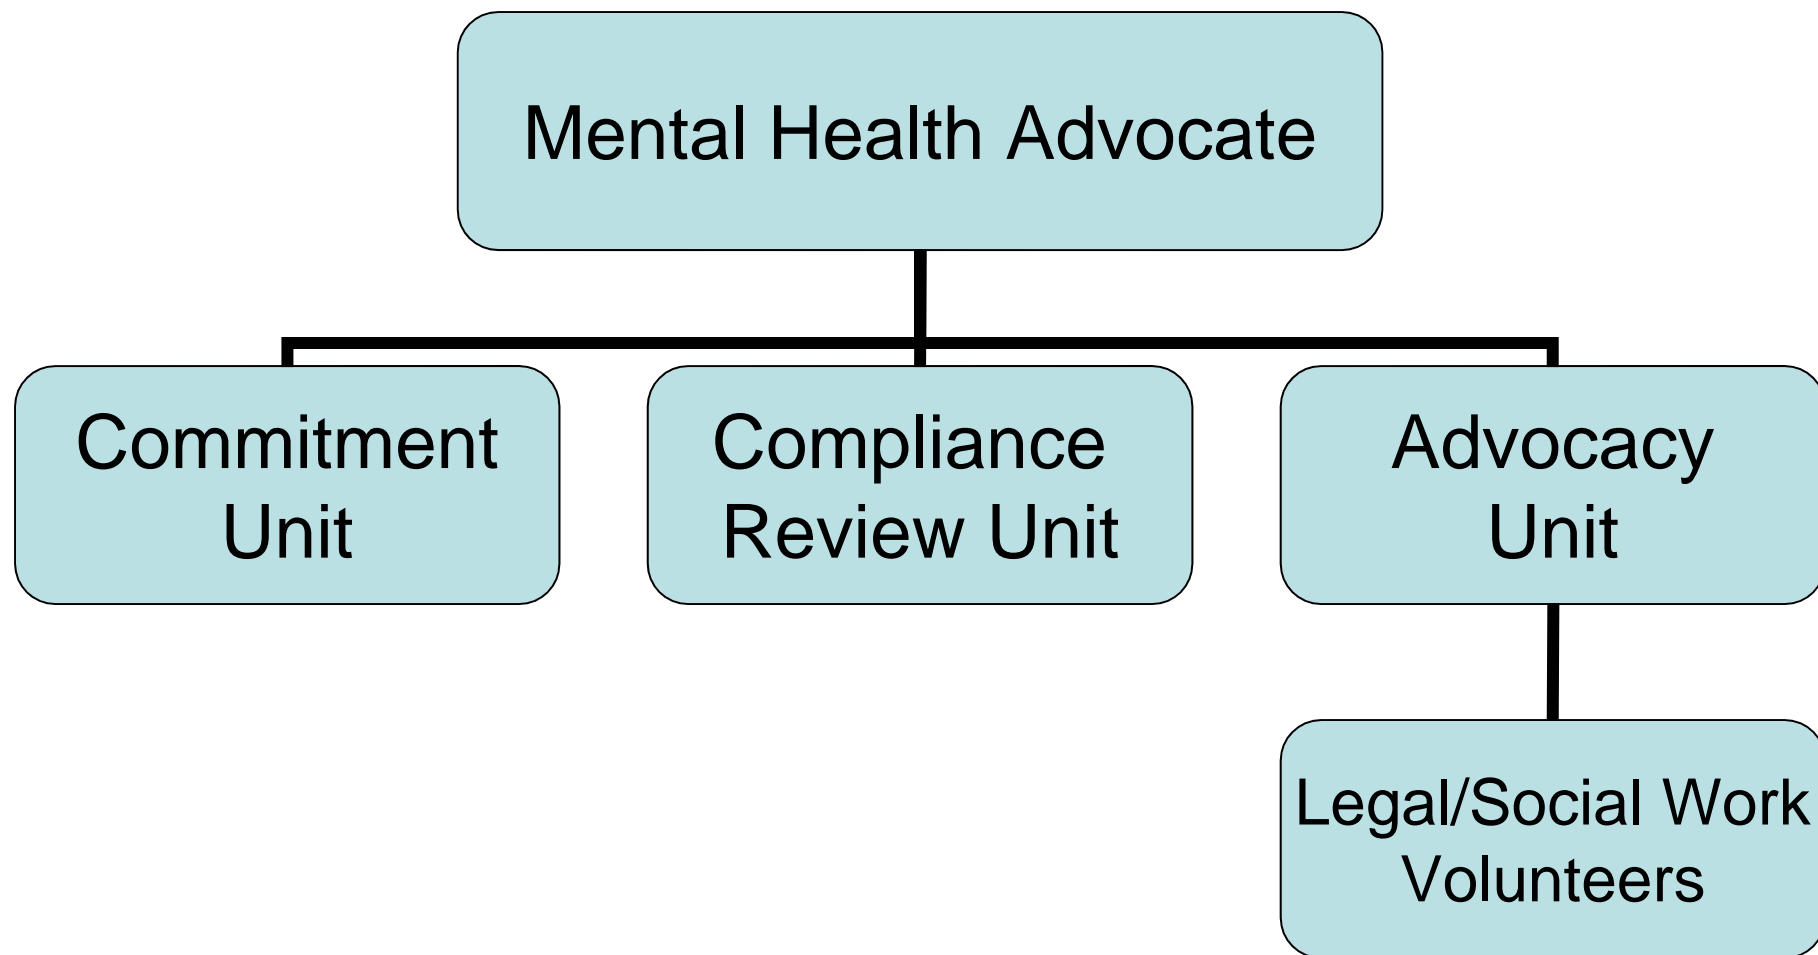 Mental Health Advocate
Commitment
Unit
Compliance
Review Unit
Advocacy
Unit
Legal/Social Work
Volunteers